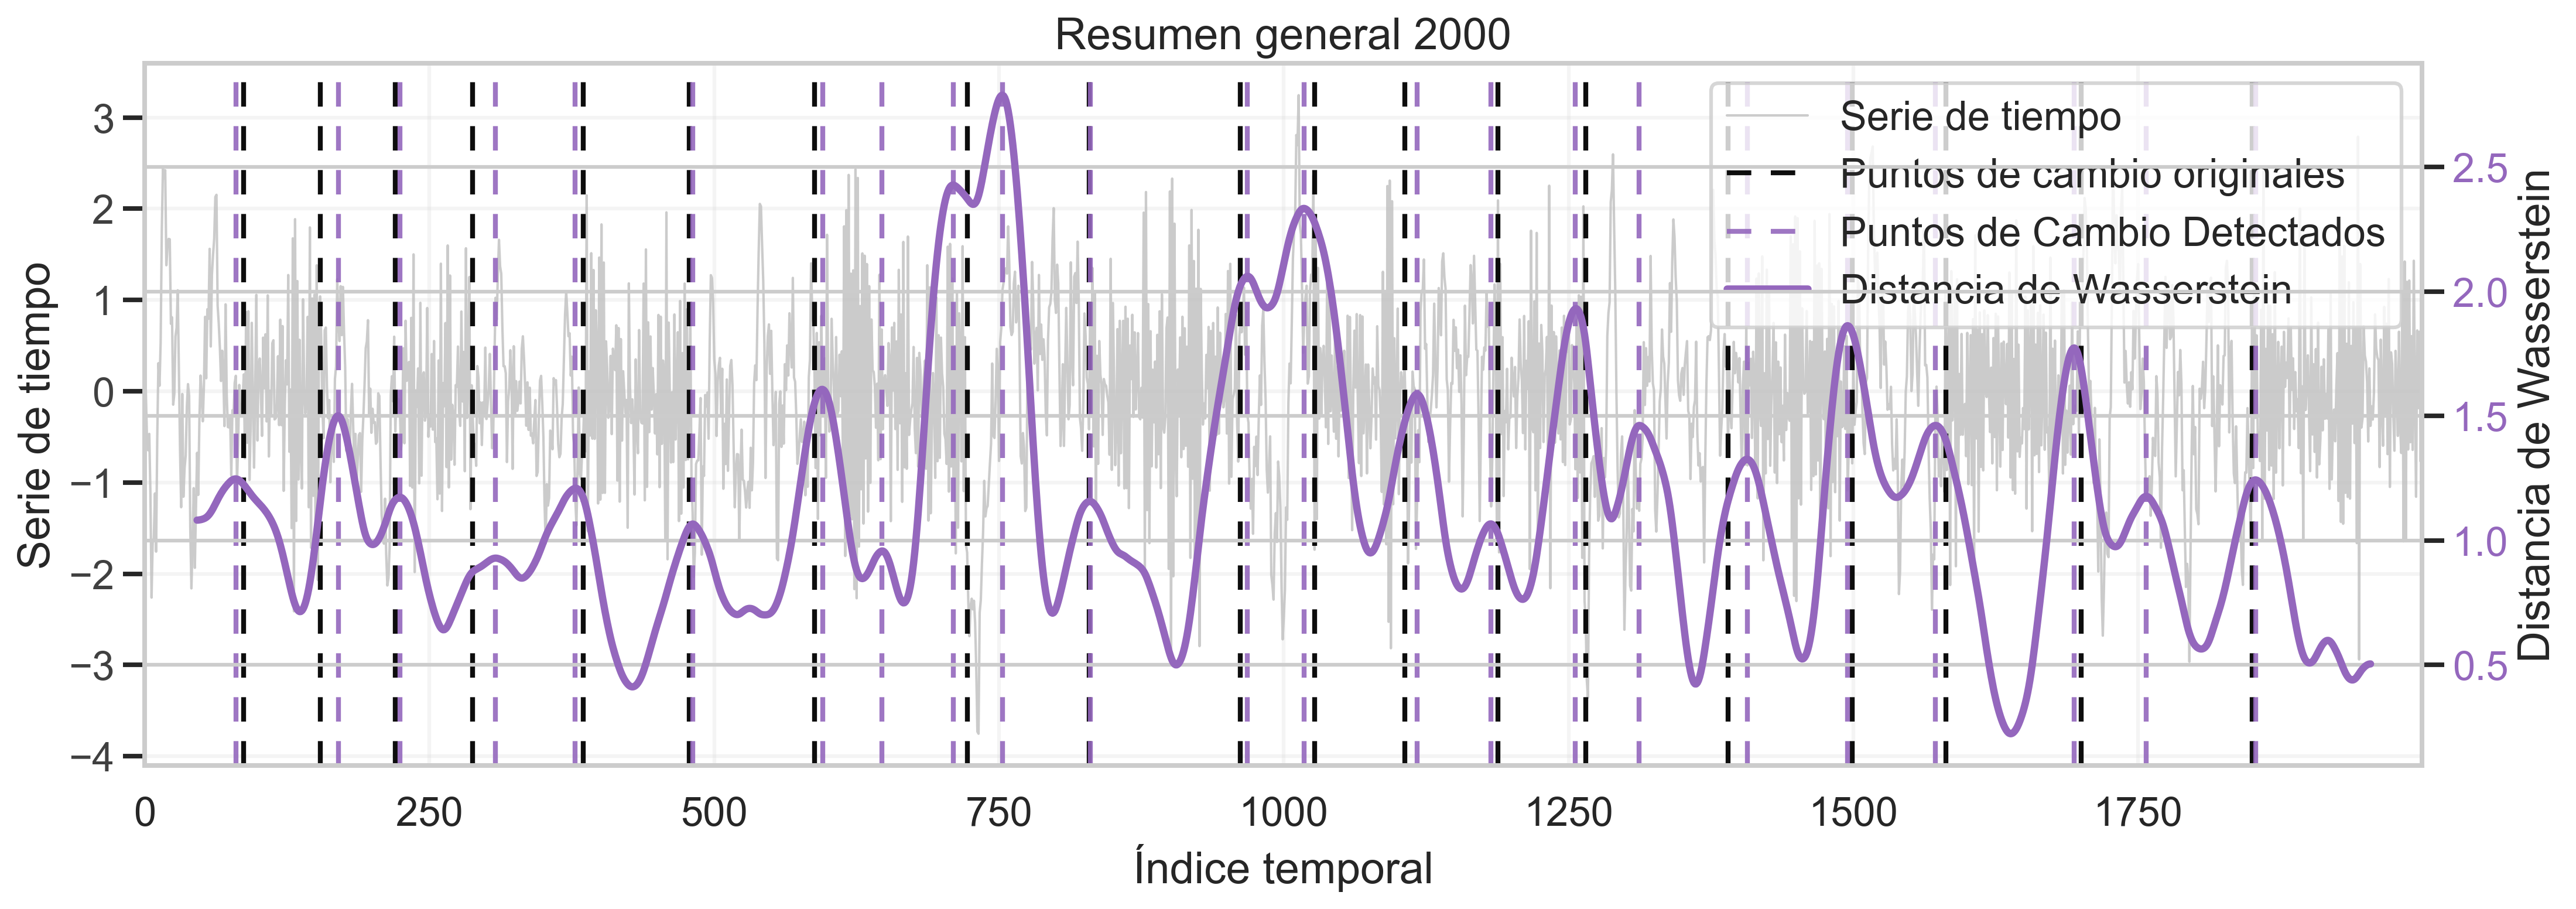 Resumen general 2000
Serie de tiempo
3
2
1
0
−1
−2
−3
−4
Serie de tiempo
Puntos de cambio originales
Puntos de Cambio Detectados
Distancia de Wasserstein
2.5
2.0
1.5
1.0
0.5
Distancia de Wasserstein
0 250 500 750 1000 1250 1500 1750
Índice temporal